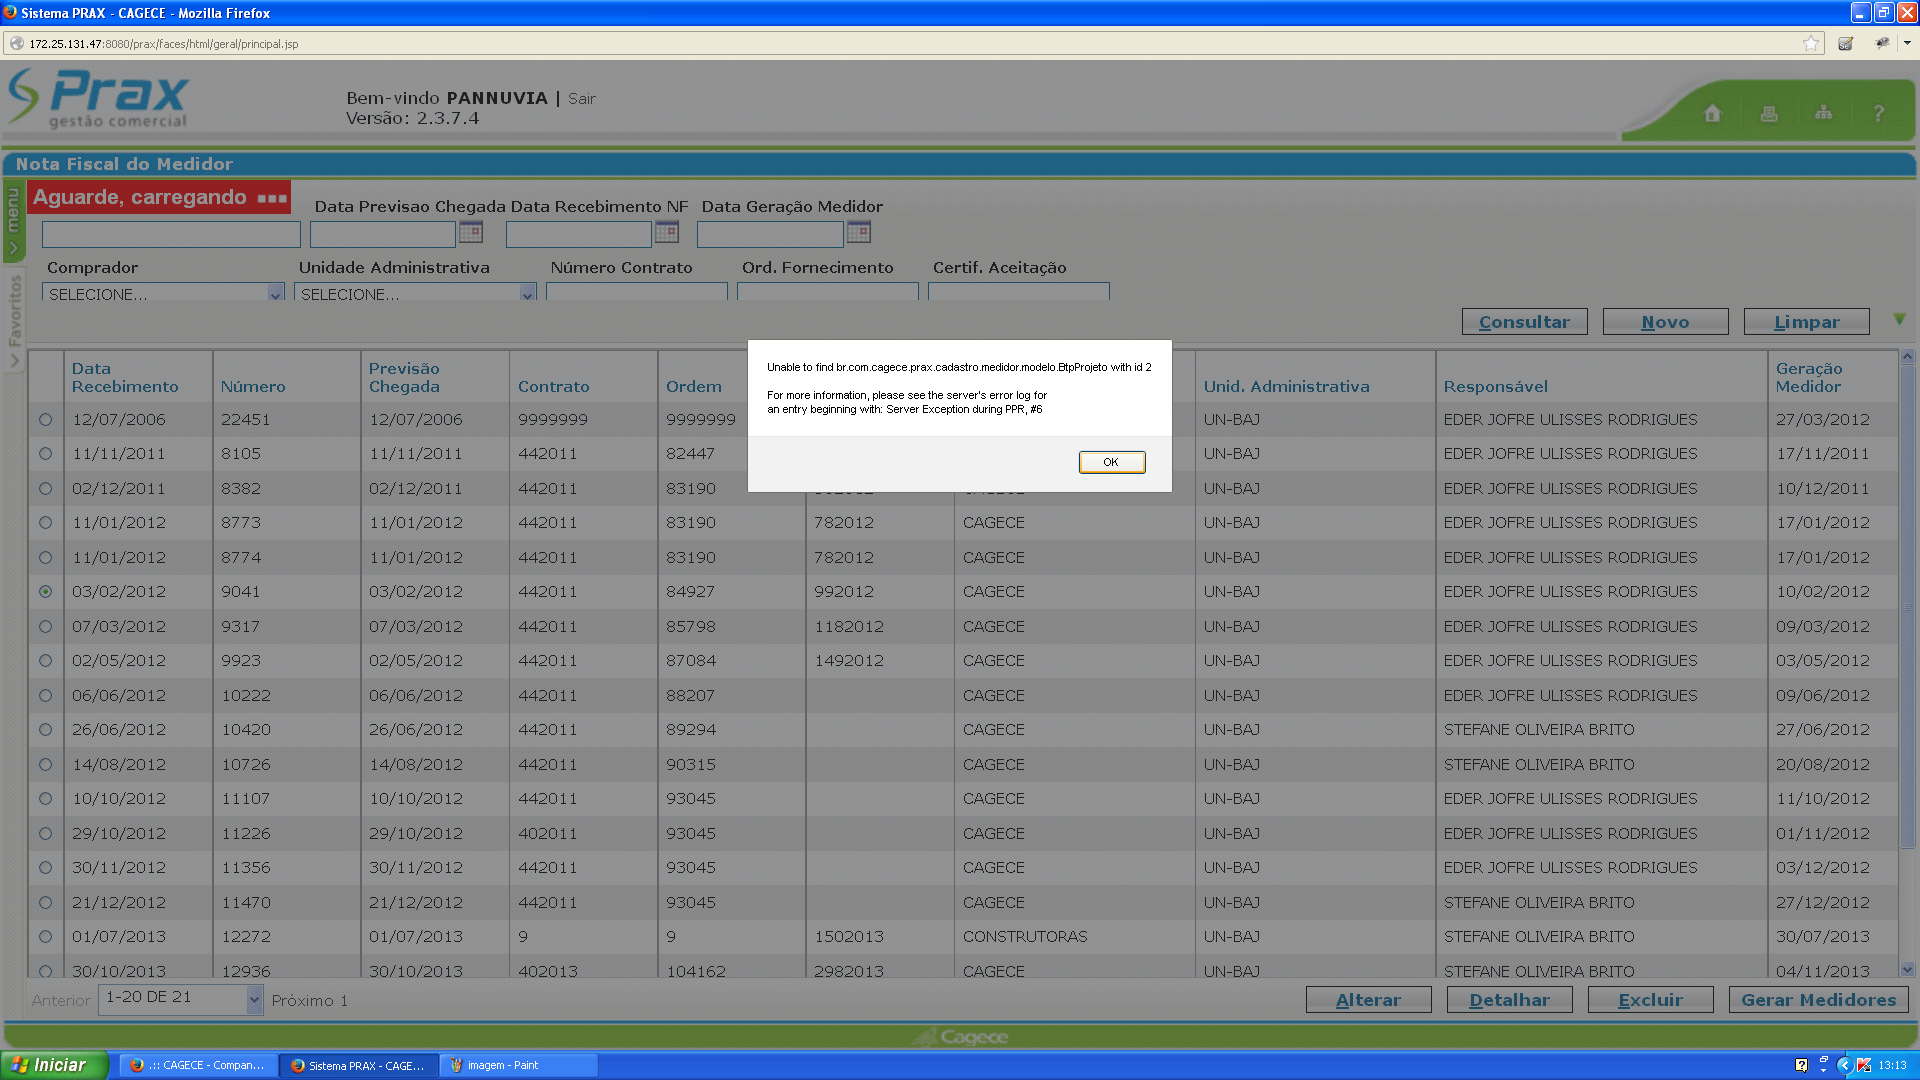 Sistema PRAX - CAGECE - Mozilla Firefox
172.25.131.47:8080/prax/faces/html/geral/principal.jsp
Prax
gestão comercial
Bem-vindo PANNUVIA | Sair
Versão: 2.3.7.4
?
Nota Fiscal do Medidor
menu
Favoritos
Aguarde, carregando
Data Previsao Chegada Data Recebimento NF Data Geração Medidor
Comprador Unidade Administrativa Número Contrato Ord. Fornecimento Certif. Aceitação
SELECIONE... SELECIONE...
Consultar Novo Limpar
Unable to find br.com.cagece.prax.cadastro.medidor.modelo.BtpProjeto with id 2
For more information, please see the server's error log for
an entry beginning with: Server Exception during PPR, #6
OK
Data Recebimento Número Previsão Chegada Contrato Ordem Unid. Administrativa Responsável Geração Medidor
12/07/2006 22451 12/07/2006 9999999 9999999 UN-BAJ EDER JOFRE ULISSES RODRIGUES 27/03/2012
11/11/2011 8105 11/11/2011 442011 82447 UN-BAJ EDER JOFRE ULISSES RODRIGUES 17/11/2011
02/12/2011 8382 02/12/2011 442011 83190 UN-BAJ EDER JOFRE ULISSES RODRIGUES 10/12/2011
11/01/2012 8773 11/01/2012 442011 83190 782012 CAGECE UN-BAJ EDER JOFRE ULISSES RODRIGUES 17/01/2012
11/01/2012 8774 11/01/2012 442011 83190 782012 CAGECE UN-BAJ EDER JOFRE ULISSES RODRIGUES 17/01/2012
03/02/2012 9041 03/02/2012 442011 84927 992012 CAGECE UN-BAJ EDER JOFRE ULISSES RODRIGUES 10/02/2012
07/03/2012 9317 07/03/2012 442011 85798 1182012 CAGECE UN-BAJ EDER JOFRE ULISSES RODRIGUES 09/03/2012
02/05/2012 9923 02/05/2012 442011 87084 1492012 CAGECE UN-BAJ EDER JOFRE ULISSES RODRIGUES 03/05/2012
06/06/2012 10222 06/06/2012 442011 88207 CAGECE UN-BAJ EDER JOFRE ULISSES RODRIGUES 09/06/2012
26/06/2012 10420 26/06/2012 442011 89294 CAGECE UN-BAJ STEFANE OLIVEIRA BRITO 27/06/2012
14/08/2012 10726 14/08/2012 442011 90315 CAGECE UN-BAJ STEFANE OLIVEIRA BRITO 20/08/2012
10/10/2012 11107 10/10/2012 442011 93045 CAGECE UN-BAJ EDER JOFRE ULISSES RODRIGUES 11/10/2012
29/10/2012 11226 29/10/2012 402011 93045 CAGECE UN-BAJ EDER JOFRE ULISSES RODRIGUES 01/11/2012
30/11/2012 11356 30/11/2012 442011 93045 CAGECE UN-BAJ EDER JOFRE ULISSES RODRIGUES 03/12/2012
21/12/2012 11470 21/12/2012 442011 93045 CAGECE UN-BAJ STEFANE OLIVEIRA BRITO 27/12/2012
01/07/2013 12272 01/07/2013 9 9 1502013 CONSTRUTORAS UN-BAJ STEFANE OLIVEIRA BRITO 30/07/2013
30/10/2013 12936 30/10/2013 402013 104162 2982013 CAGECE UN-BAJ STEFANE OLIVEIRA BRITO 04/11/2013
Anterior 1-20 DE 21 Próximo 1
Alterar Detalhar Excluir Gerar Medidores
Cagece
Iniciar .:: CAGECE - Compan... Sistema PRAX - CAGE... imagem - Paint 13:13